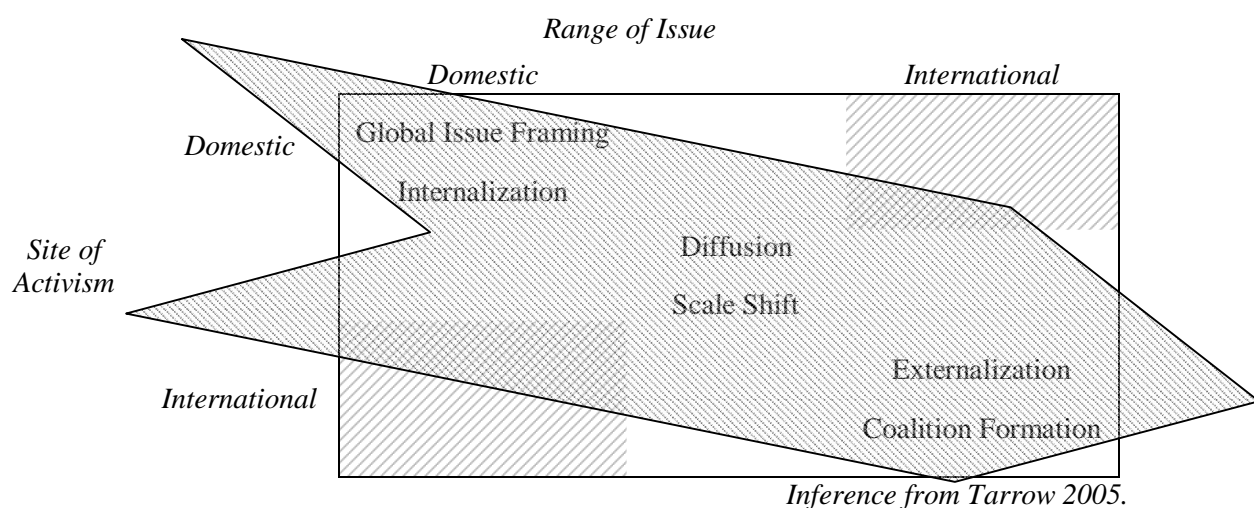 Range of Issue
Domestic
International
Global Issue Framing
Domestic
Internalization
Site of
Activism
Diffusion
Scale Shift
Externalization
International
Coalition Formation
Inference from Tarrow 2005.